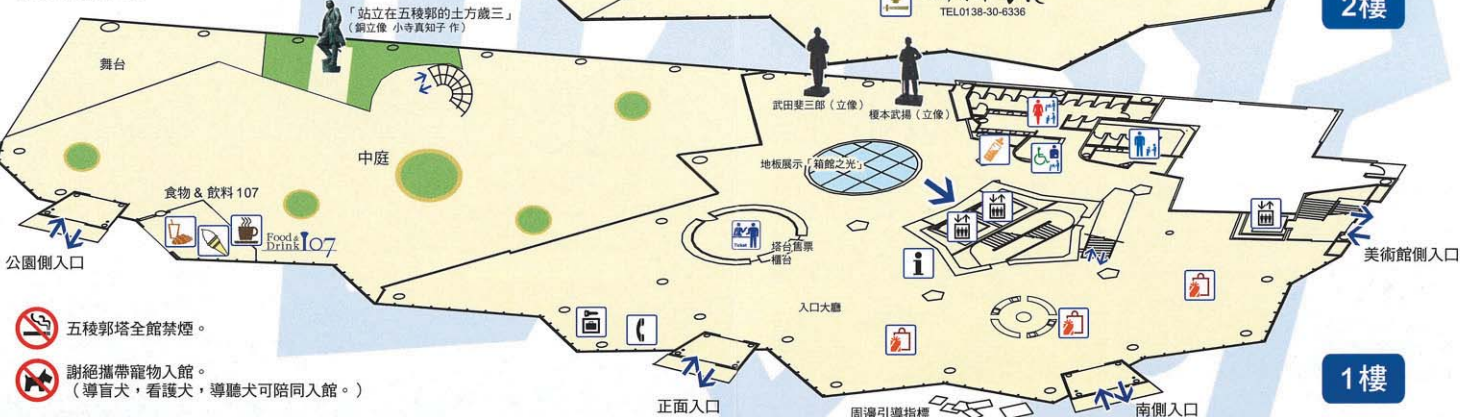 TEL0138-30-6336
2樓
「站立在五稜郭的土方歲三」
（銅立像 小寺真知子 作）
舞台
武田斐三郎（立像）
榎本武揚（立像）
中庭
地板展示「箱館之光」
食物 & 飲料 107
Food & Drink 107
Ticket
塔台售票
櫃台
公園側入口
美術館側入口
入口大廳
五稜郭塔全館禁煙。
謝絕攜帶寵物入館。
（導盲犬，看護犬，導聽犬可陪同入館。）
1樓
正面入口
周邊引導指標
南側入口